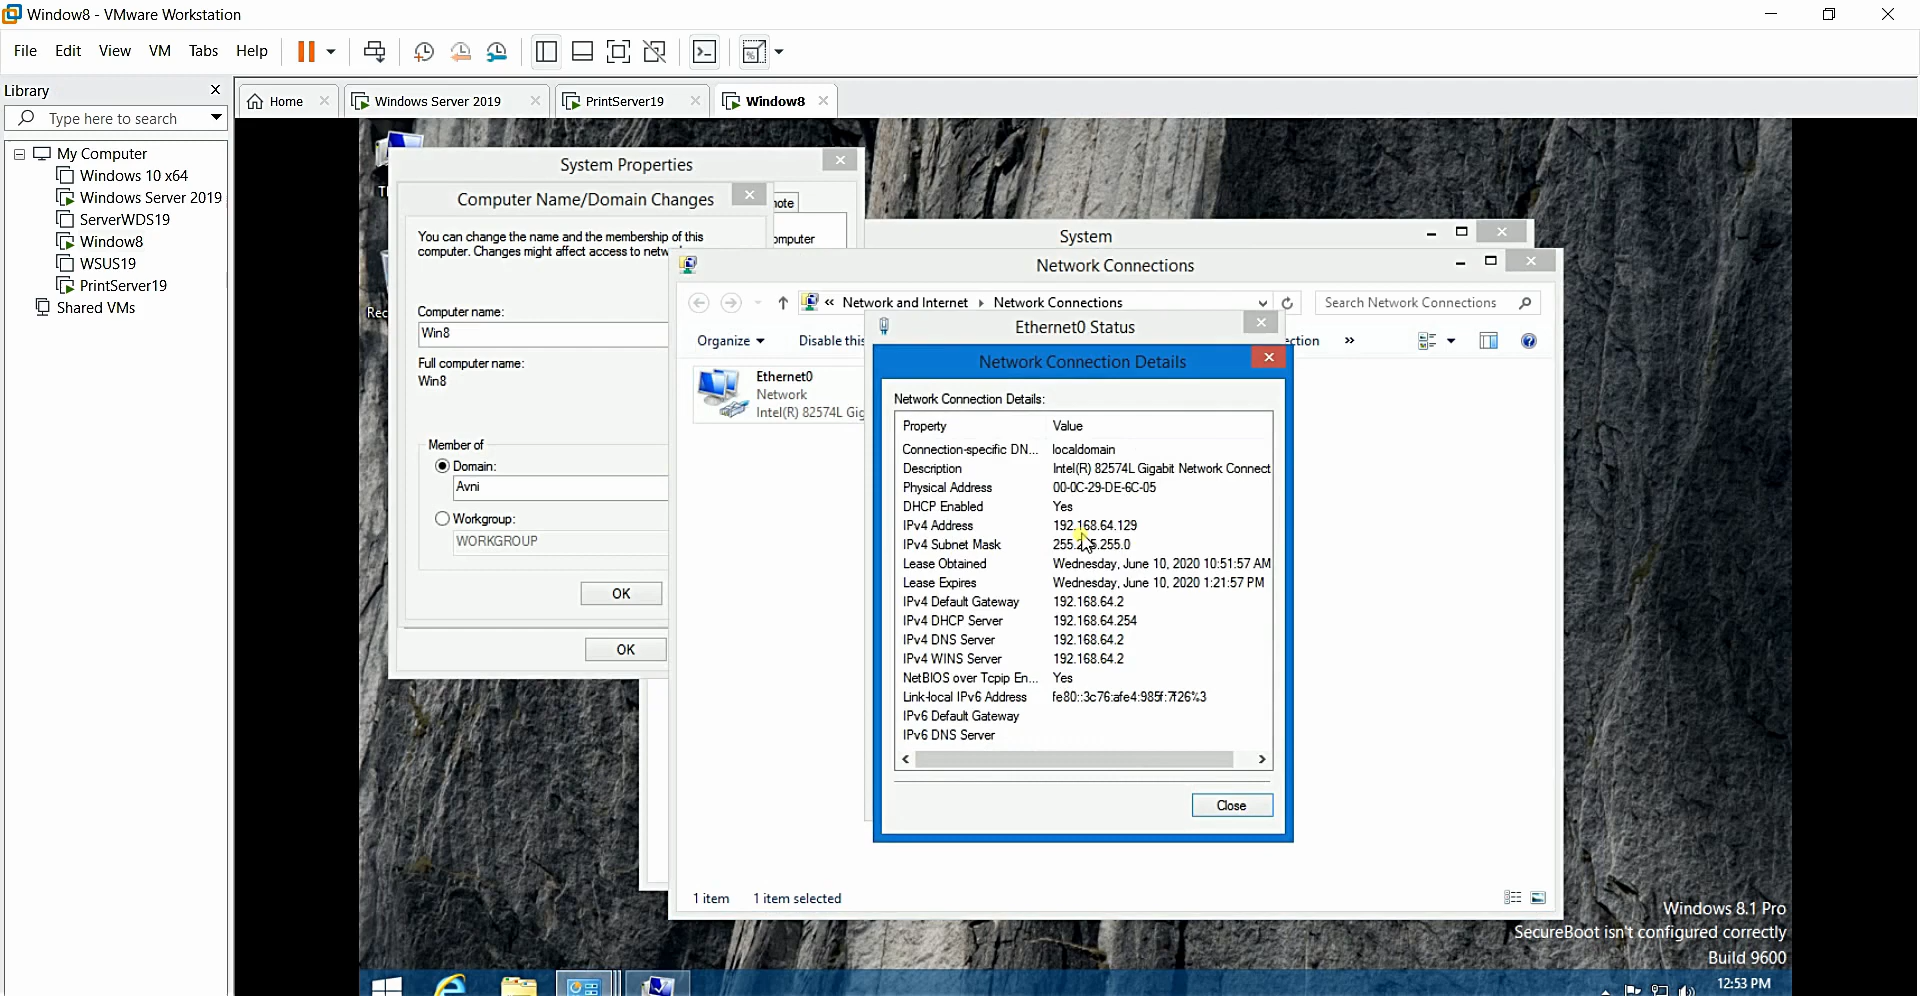 Window8 - VMware Workstation
File Edit View VM Tabs Help
Library
Type here to search
My Computer
Windows 10 x64
Windows Server 2019
ServerWDS19
Window8
WSUS19
PrintServer19
Shared VMs
Home
Windows Server 2019
PrintServer19
Window8
System Properties
Computer Name/Domain Changes
You can change the name and the membership of this
computer. Changes might affect access to
Computer name:
Win8
Full computer name:
Win8
Member of
Domain:
Avni
Workgroup:
WORKGROUP
OK
OK
System
Network Connections
« Network and Internet Network Connections
Search Network Connections
Organize
Ethernet0
Network
Intel(R) 82574L
1 item 1 item selected
Ethernet0 Status
Network Connection Details
Network Connection Details:
Property Value
Connection-specific DN... localdomain
Description Intel(R) 82574L Gigabit Network Connect
Physical Address 00-0C-29-DE-6C-05
DHCP Enabled Yes
IPv4 Address 192.168.64.129
IPv4 Subnet Mask
Lease Obtained Wednesday, June 10, 2020 10:51:57 AM
Lease Expires Wednesday, June 10, 2020 1:21:57 PM
IPv4 Default Gateway 192.168.64.2
IPv4 DHCP Server 192.168.64.254
IPv4 DNS Server 192.168.64.2
IPv4 WINS Server 192.168.64.2
NetBIOS over Tcpip En... Yes
Link-local IPv6 Address fe80::3c76:afe4:985f:7f26%3
IPv6 Default Gateway
IPv6 DNS Server
Close
Windows 8.1 Pro
SecureBoot isn't configured correctly
Build 9600
12:53 PM